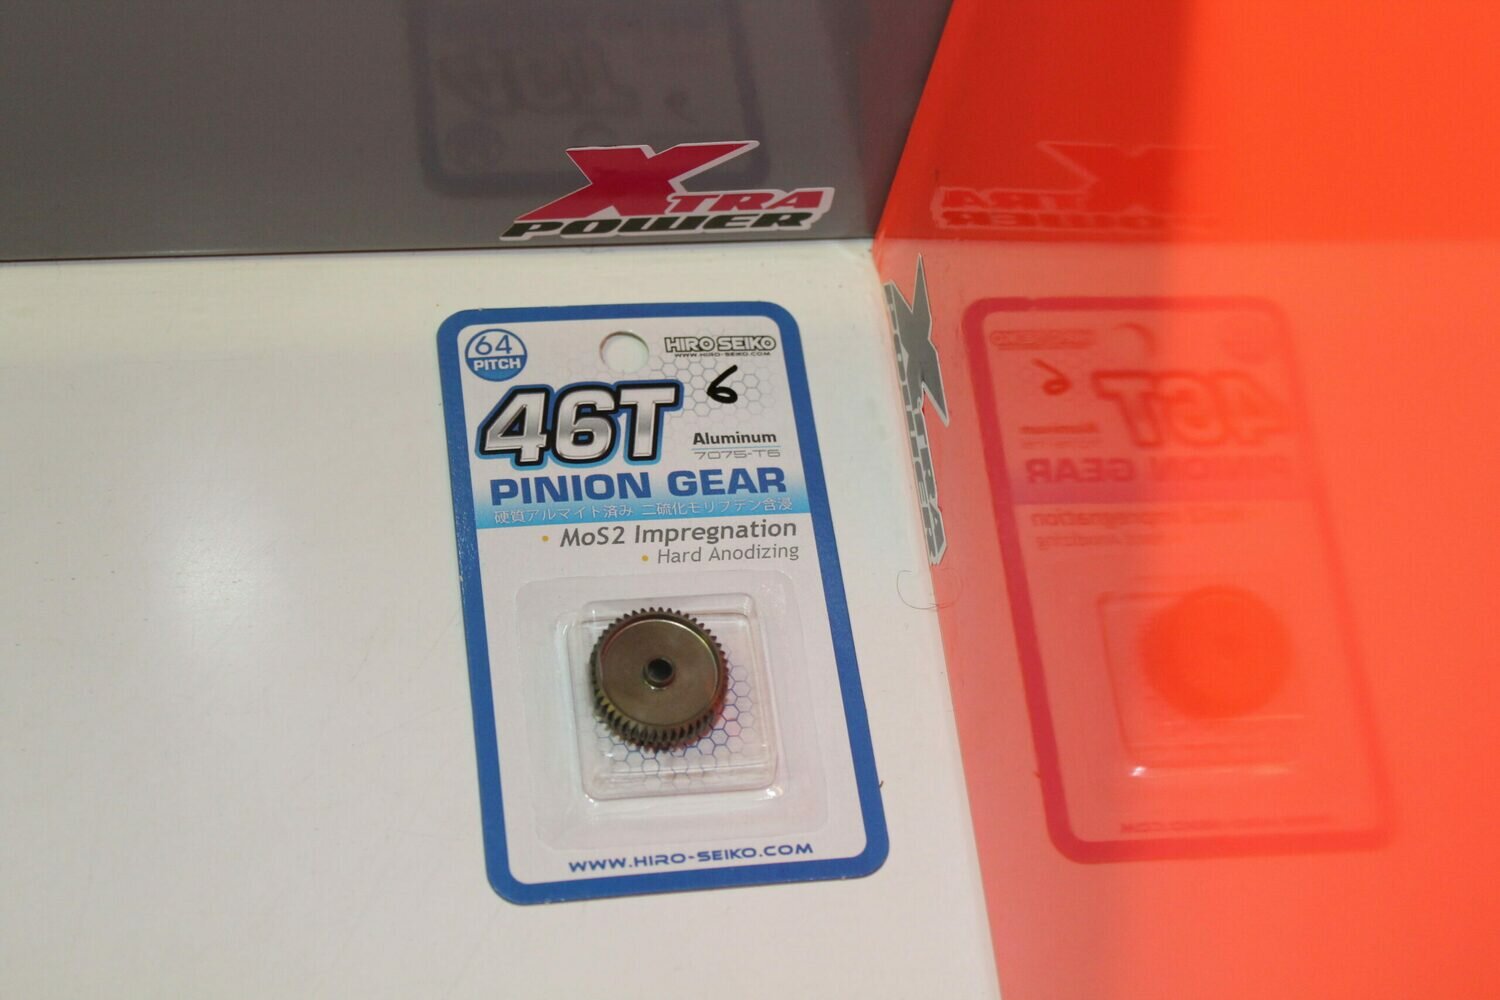 XTRA
POWER
64
PITCH
HIRO SEIKO
WWW.HIRO-SEIKO.COM
46T
6
Aluminum
7075-T6
PINION GEAR
硬質アルマイト済み 二硫化モリブデン含浸
• MoS2 Impregnation
• Hard Anodizing
WWW.HIRO-SEIKO.COM
XTRA